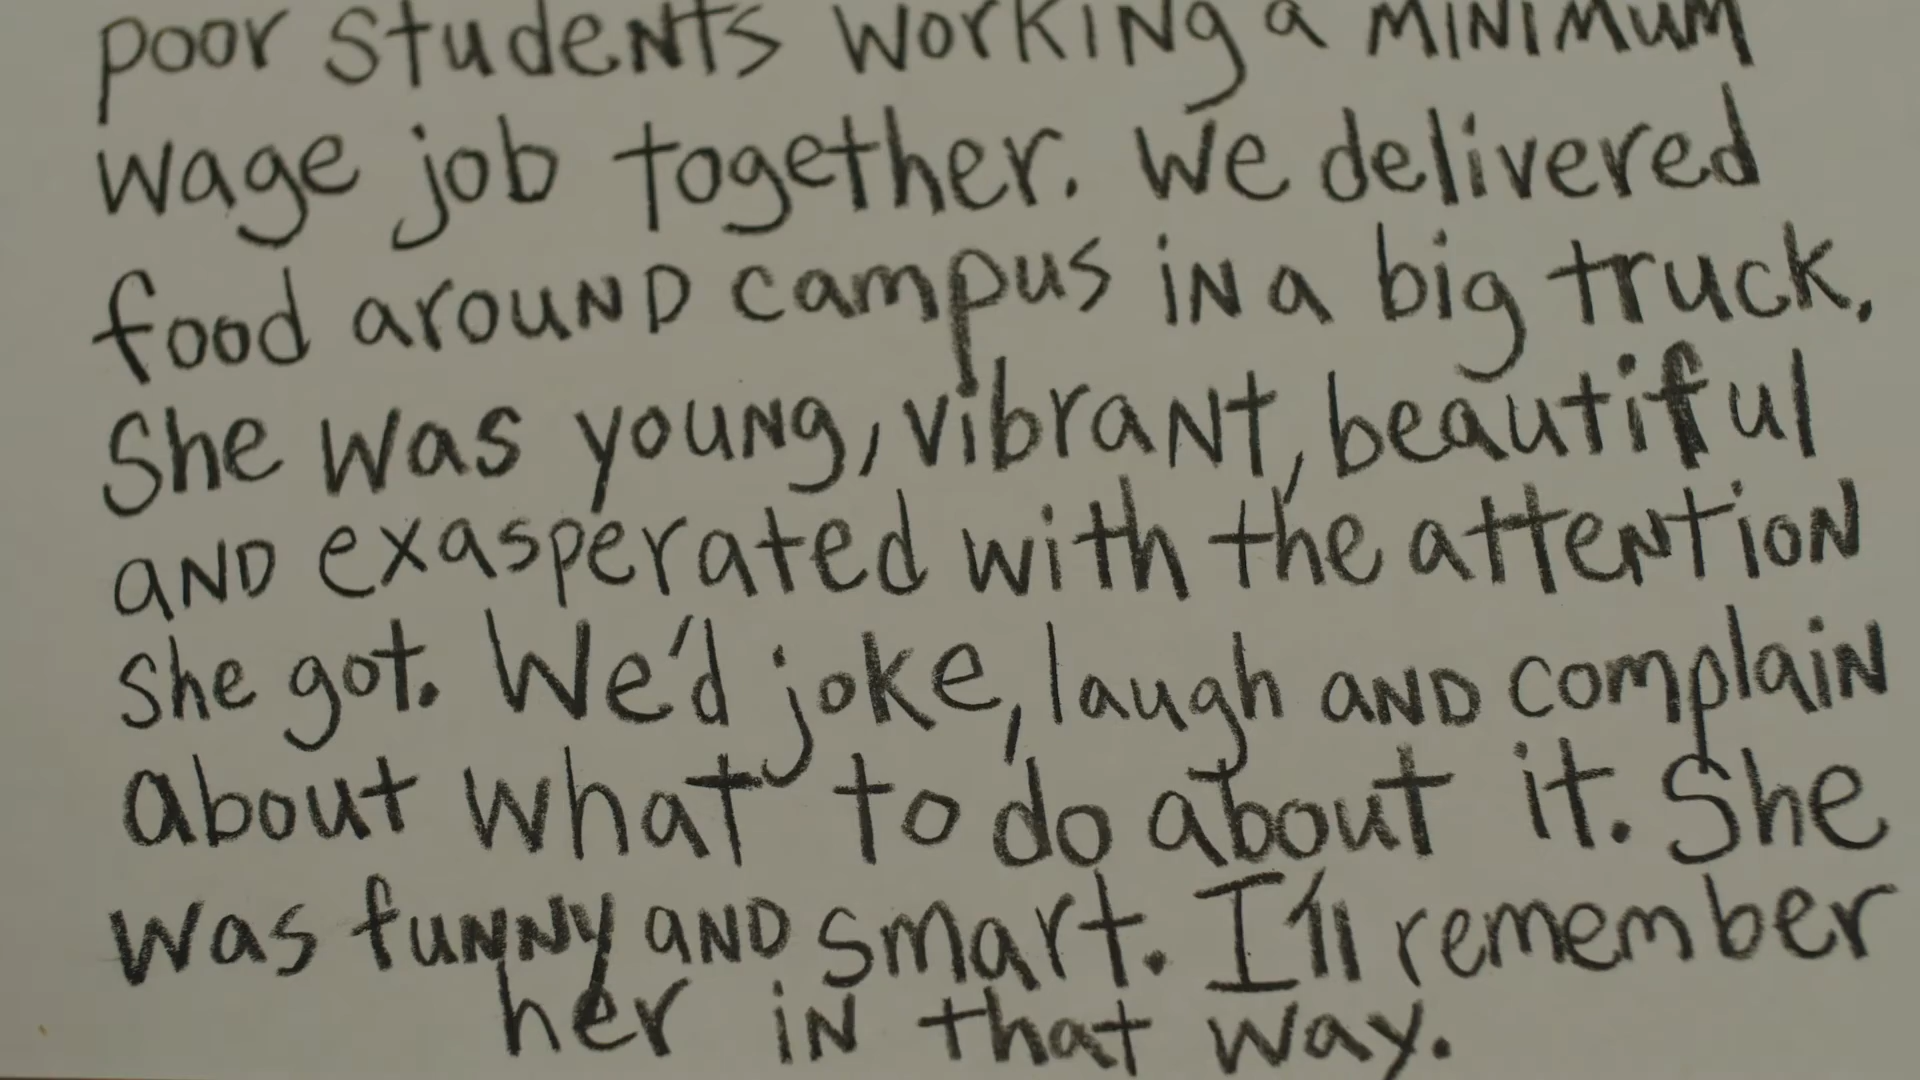 poor students working a minimum
wage job together. We delivered
food around campus in a big truck.
She was young, vibrant, beautiful
and exasperated with the attention
she got. We'd joke, laugh and complain
about what to do about it. She
was funny and smart. I'll remember
her in that way.